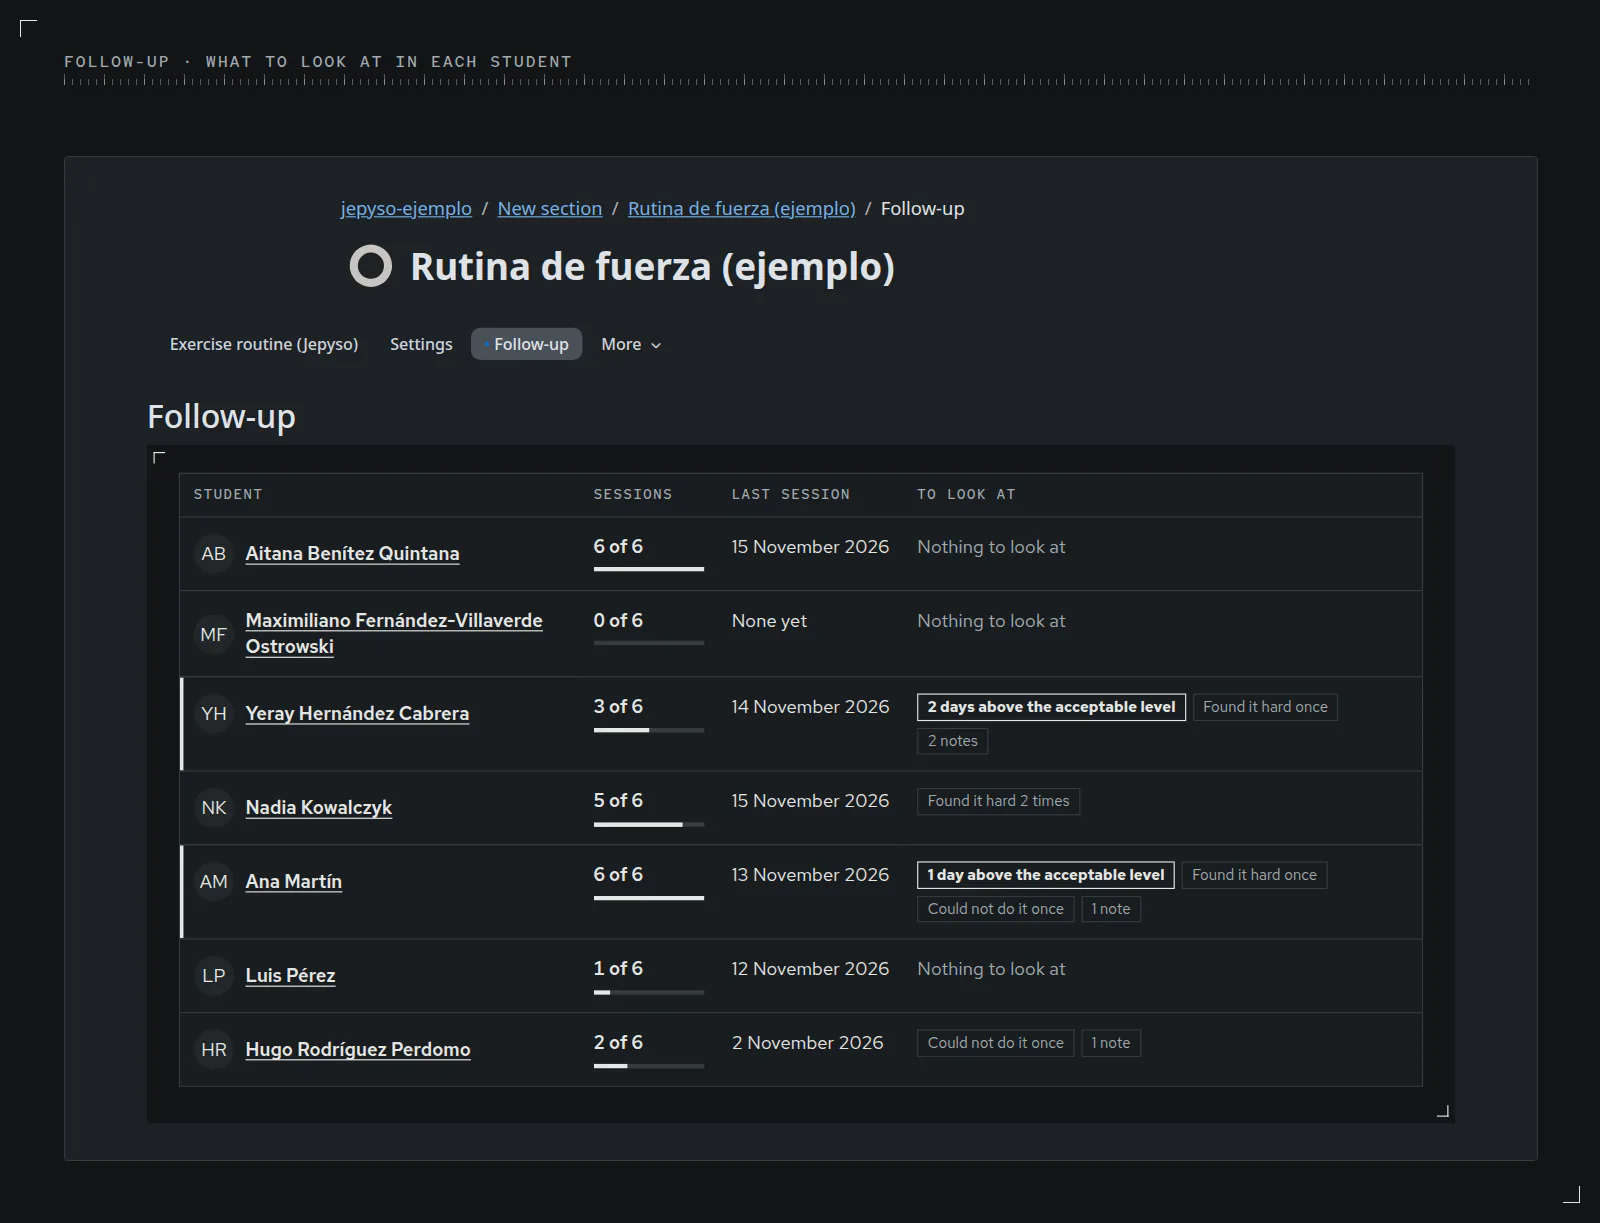 FOLLOW-UP · WHAT TO LOOK AT IN EACH STUDENT
jepyso-ejemplo / New section / Rutina de fuerza (ejemplo) / Follow-up
Rutina de fuerza (ejemplo)
Exercise routine (Jepyso) Settings Follow-up More
Follow-up
STUDENT SESSIONS LAST SESSION TO LOOK AT
AB Aitana Benítez Quintana 6 of 6 15 November 2026 Nothing to look at
MF Maximiliano Fernández-Villaverde 0 of 6 None yet Nothing to look at
Ostrowski
YH Yeray Hernández Cabrera 3 of 6 14 November 2026 2 days above the acceptable level Found it hard once
2 notes
NK Nadia Kowalczyk 5 of 6 15 November 2026 Found it hard 2 times
AM Ana Martín 6 of 6 13 November 2026 1 day above the acceptable level Found it hard once
Could not do it once 1 note
LP Luis Pérez 1 of 6 12 November 2026 Nothing to look at
HR Hugo Rodríguez Perdomo 2 of 6 2 November 2026 Could not do it once 1 note